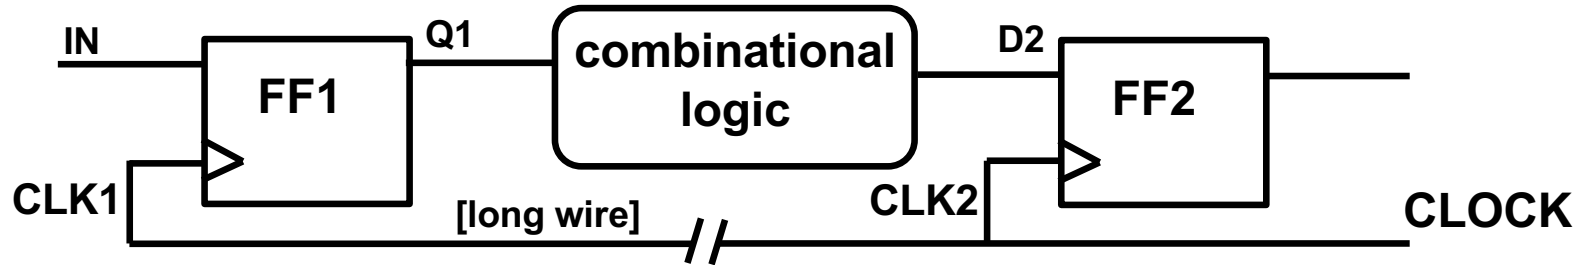 IN
Q1
combinational
logic
D2
FF1
FF2
CLK1
[long wire]
CLK2
CLOCK